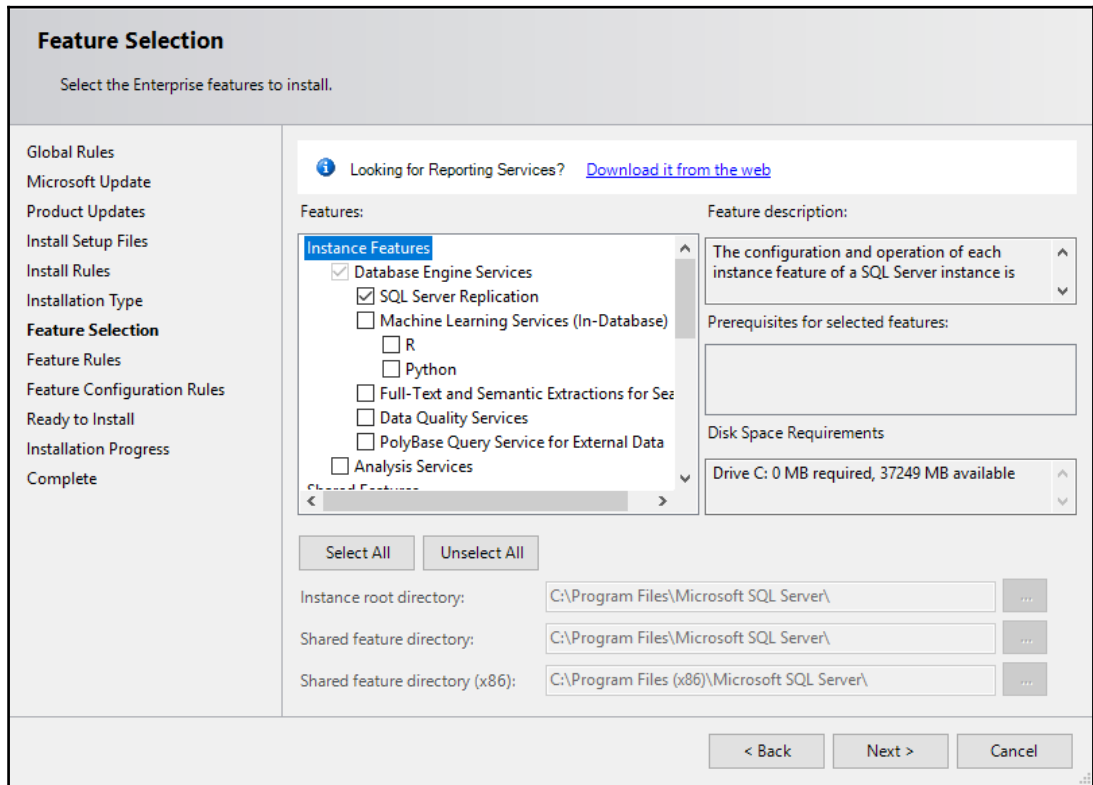 Feature Selection
Select the Enterprise features to install.
Global Rules
Microsoft Update
Product Updates
Install Setup Files
Install Rules
Installation Type
Feature Selection
Feature Rules
Feature Configuration Rules
Ready to Install
Installation Progress
Complete
Looking for Reporting Services? Download it from the web
Features:
Instance Features
Database Engine Services
SQL Server Replication
Machine Learning Services (In-Database)
R
Python
Full-Text and Semantic Extractions for Sea
Data Quality Services
PolyBase Query Service for External Data
Analysis Services
Shared Features
Feature description:
The configuration and operation of each
instance feature of a SQL Server instance is
Prerequisites for selected features:
Disk Space Requirements
Drive C: 0 MB required, 37249 MB available
Select All
Unselect All
Instance root directory:
C:\Program Files\Microsoft SQL Server\
...
Shared feature directory:
C:\Program Files\Microsoft SQL Server\
...
Shared feature directory (x86):
C:\Program Files (x86)\Microsoft SQL Server\
...
< Back
Next >
Cancel